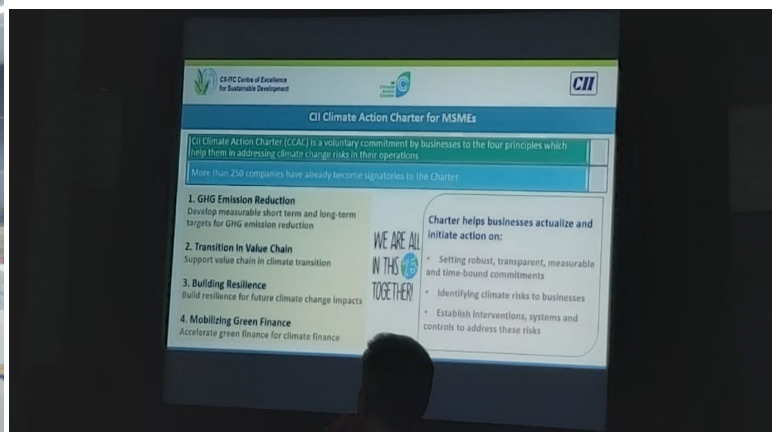 CII-ITC Centre of Excellence
for Sustainable Development
CII
Climate
Action
Charter
CII
CII Climate Action Charter for MSMEs
CII Climate Action Charter (CCAC) is a voluntary commitment by businesses to the four principles which
help them in addressing climate change risks in their operations
More than 250 companies have already become signatories to the Charter
1. GHG Emission Reduction
Develop measurable short term and long-term
targets for GHG emission reduction
2. Transition in Value Chain
Support value chain in climate transition
3. Building Resilience
Build resilience for future climate change impacts
4. Mobilizing Green Finance
Accelerate green finance for climate finance
WE ARE ALL
IN THIS
TOGETHER!
Charter helps businesses actualize and
initiate action on:
• Setting robust, transparent, measurable
and time-bound commitments
• Identifying climate risks to businesses
• Establish interventions, systems and
controls to address these risks